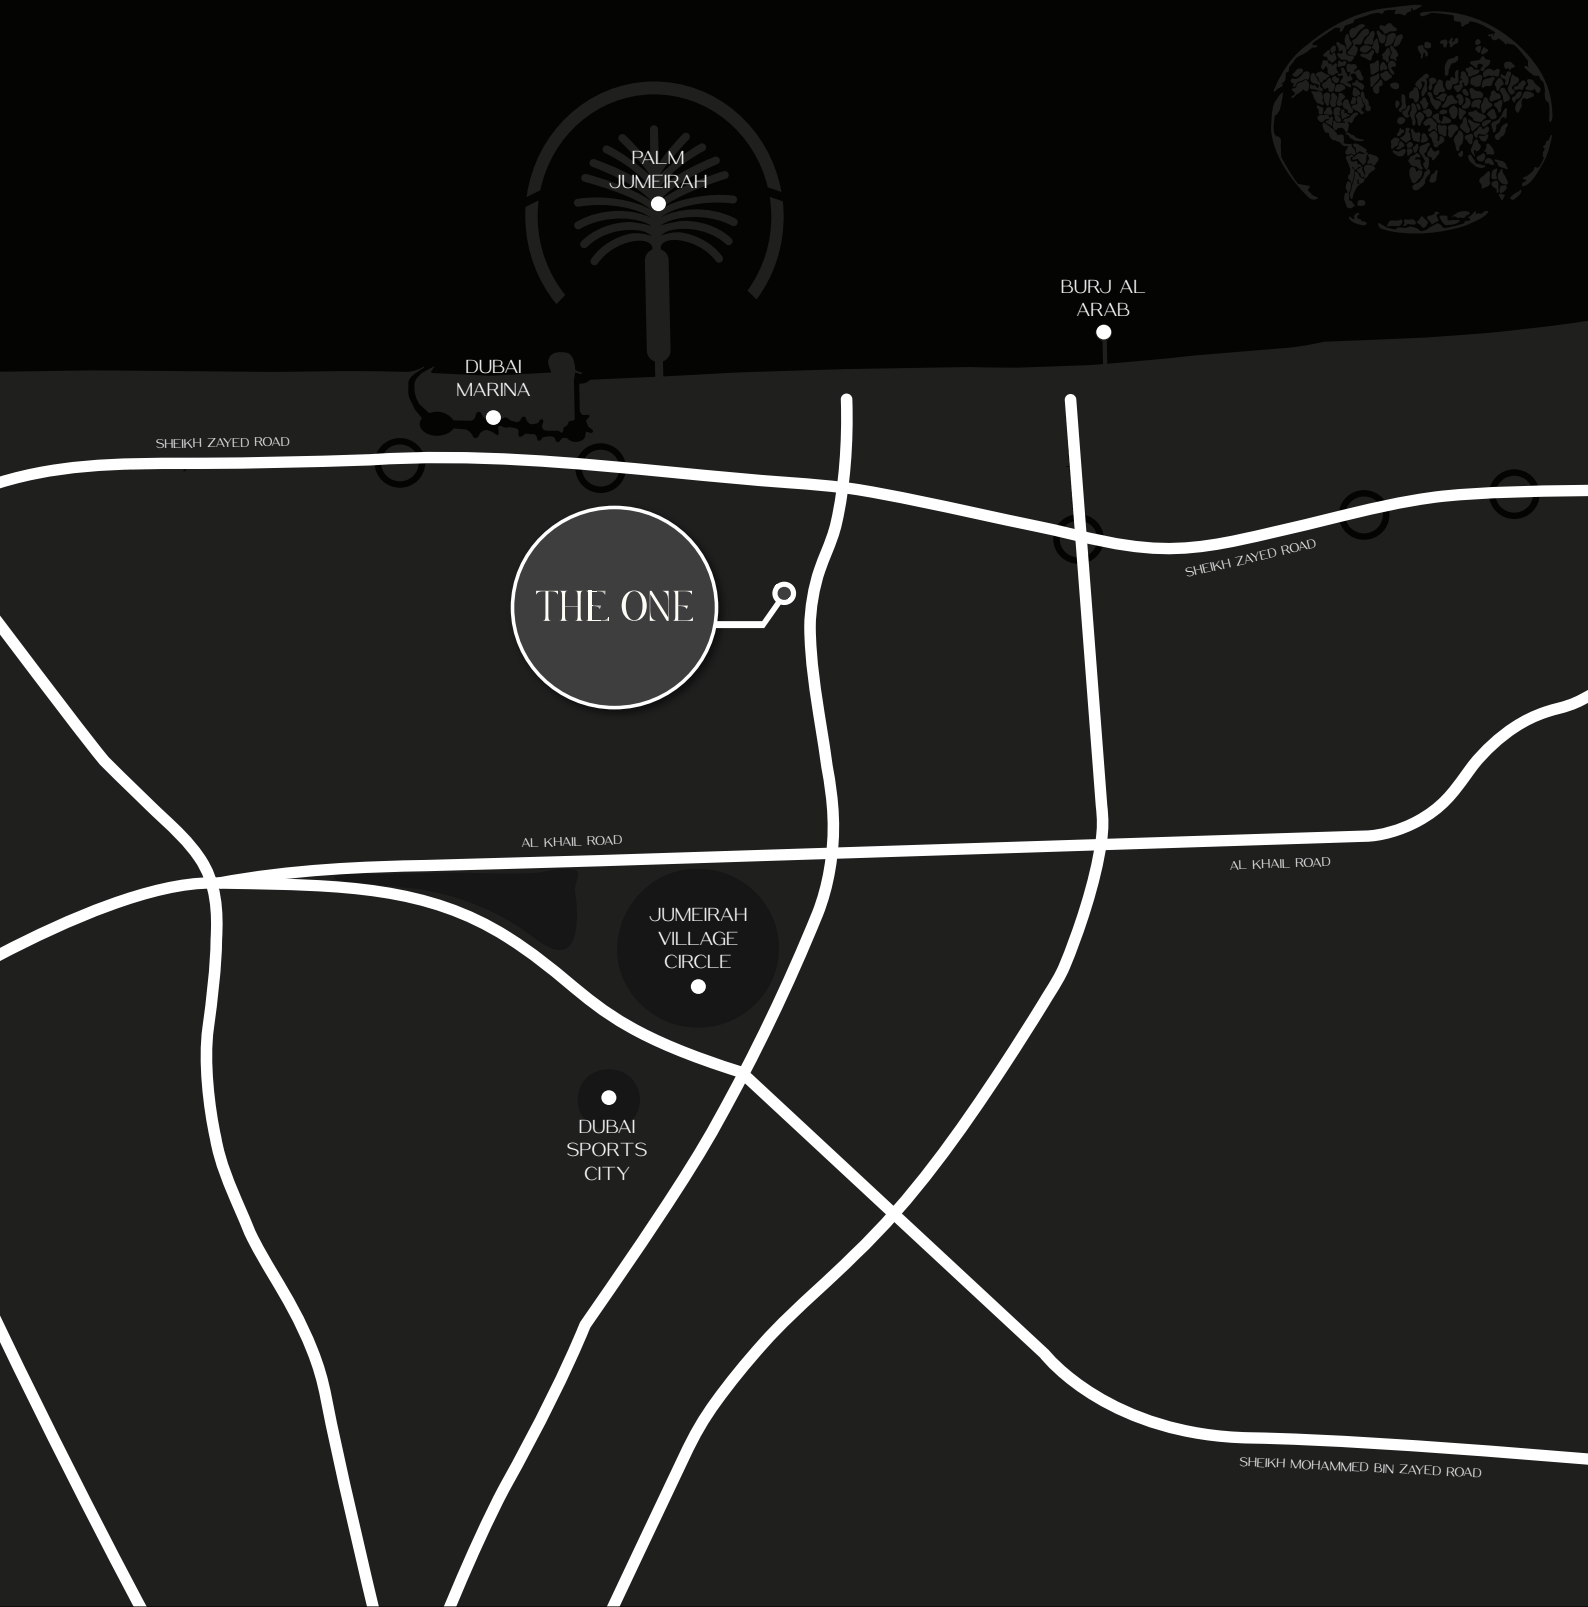 PALM
JUMEIRAH
BURJ AL
ARAB
DUBAI
MARINA
SHEIKH ZAYED ROAD
SHEIKH ZAYED ROAD
THE ONE
AL KHAIL ROAD
AL KHAIL ROAD
JUMEIRAH
VILLAGE
CIRCLE
DUBAI
SPORTS
CITY
SHEIKH MOHAMMED BIN ZAYED ROAD